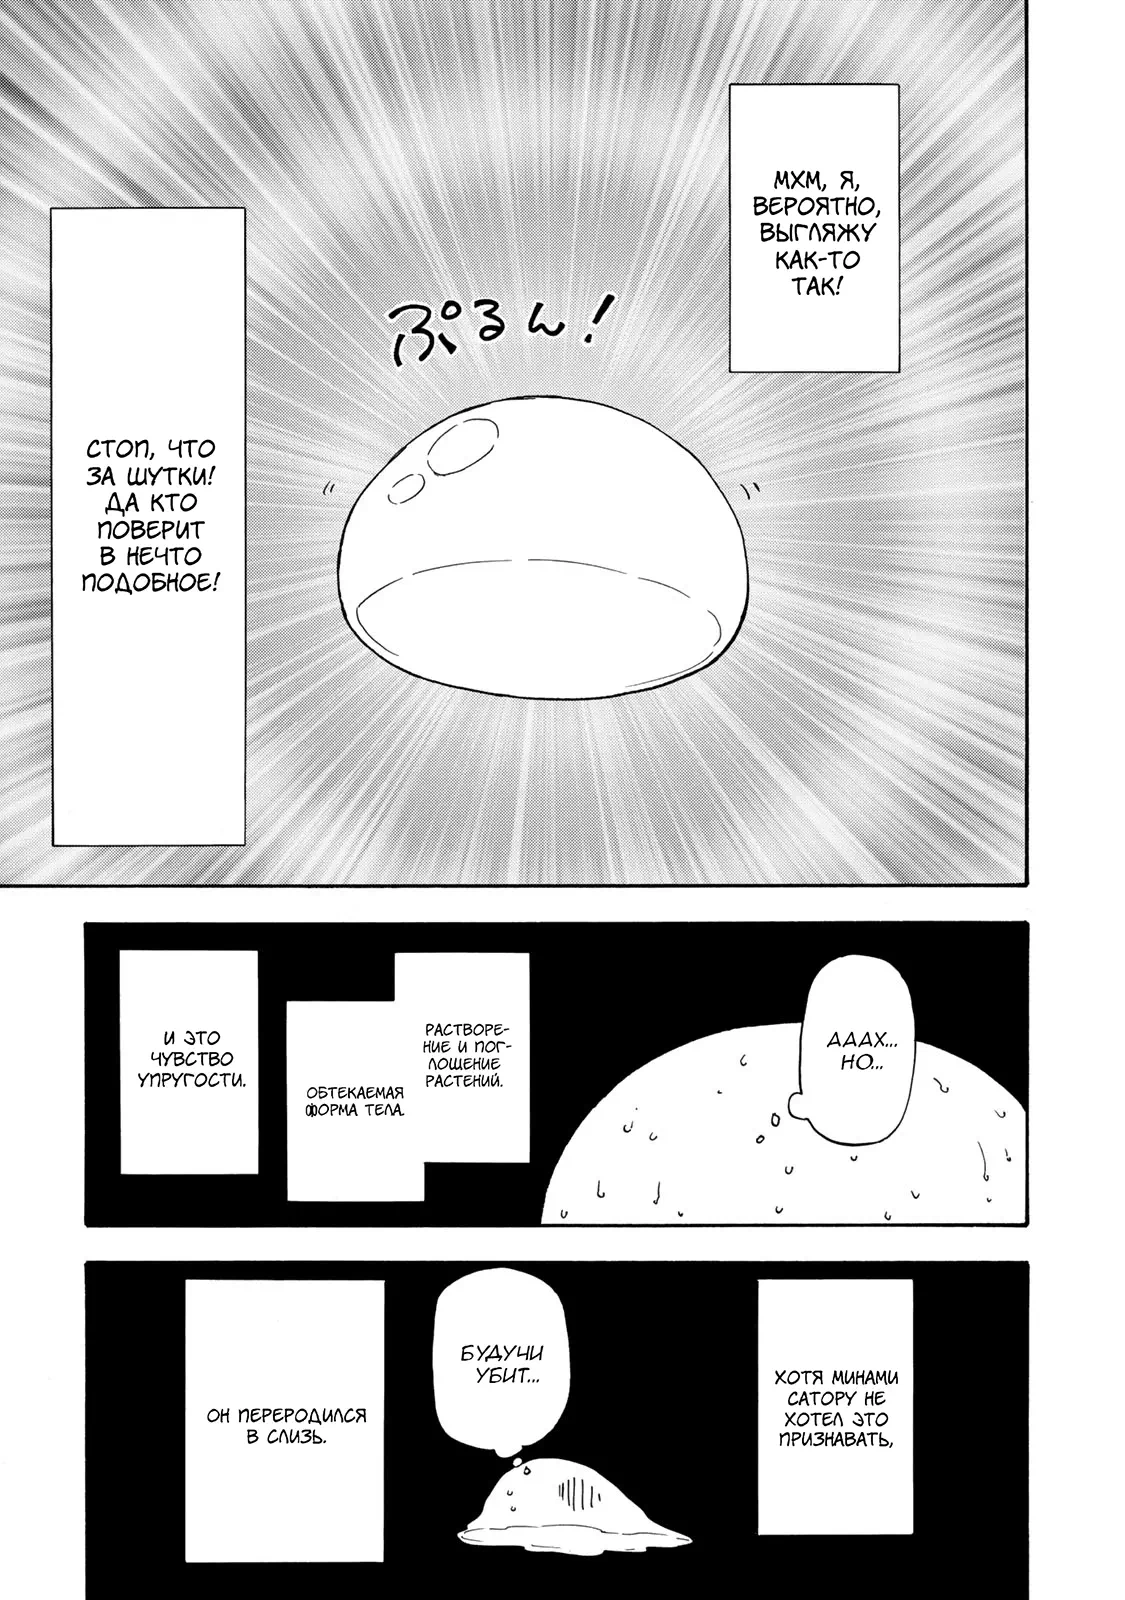 МХМ, Я,
ВЕРОЯТНО,
ВЫГЛЯЖУ
КАК-ТО
ТАК!
ぷるん!
СТОП, ЧТО
ЗА ШУТКИ!
ДА КТО
ПОВЕРИТ
В НЕЧТО
ПОДОБНОЕ!
АДАХ...
НО...
РАСТВОРЕ-
НИЕ И ПОГ-
ЛОЩЕНИЕ
РАСТЕНИЙ.
ОБТЕКАЕМАЯ
ФОРМА ТЕЛА.
И ЭТО
ЧУВСТВО
УПРУГОСТИ.
ХОТЯ МИНАМИ
САТОРУ НЕ
ХОТЕЛ ЭТО
ПРИЗНАВАТЬ,
БУДУЧИ
УБИТ...
ОН ПЕРЕРОДИЛСЯ
В СЛИЗЬ.